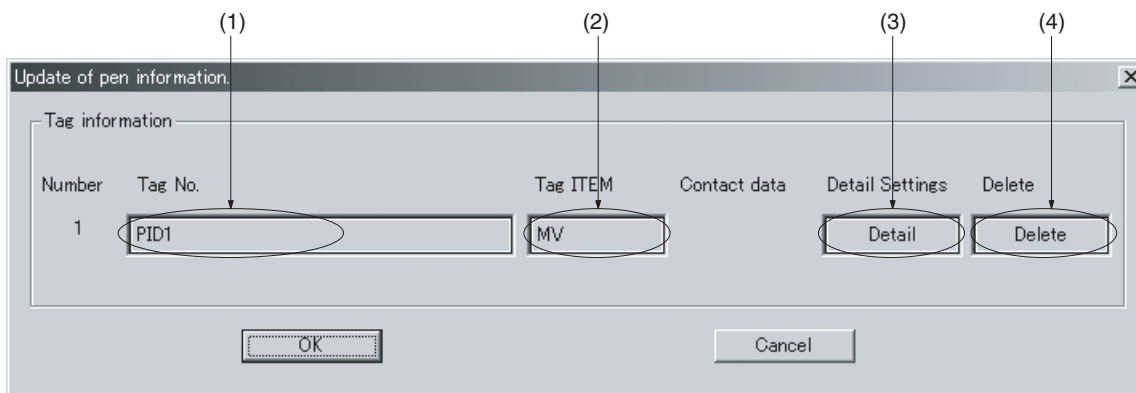 (1) (2) (3) (4)
Update of pen information.
Tag information
Number Tag No. Tag ITEM Contact data Detail Settings Delete
1 PID1 MV Detail Delete
OK Cancel